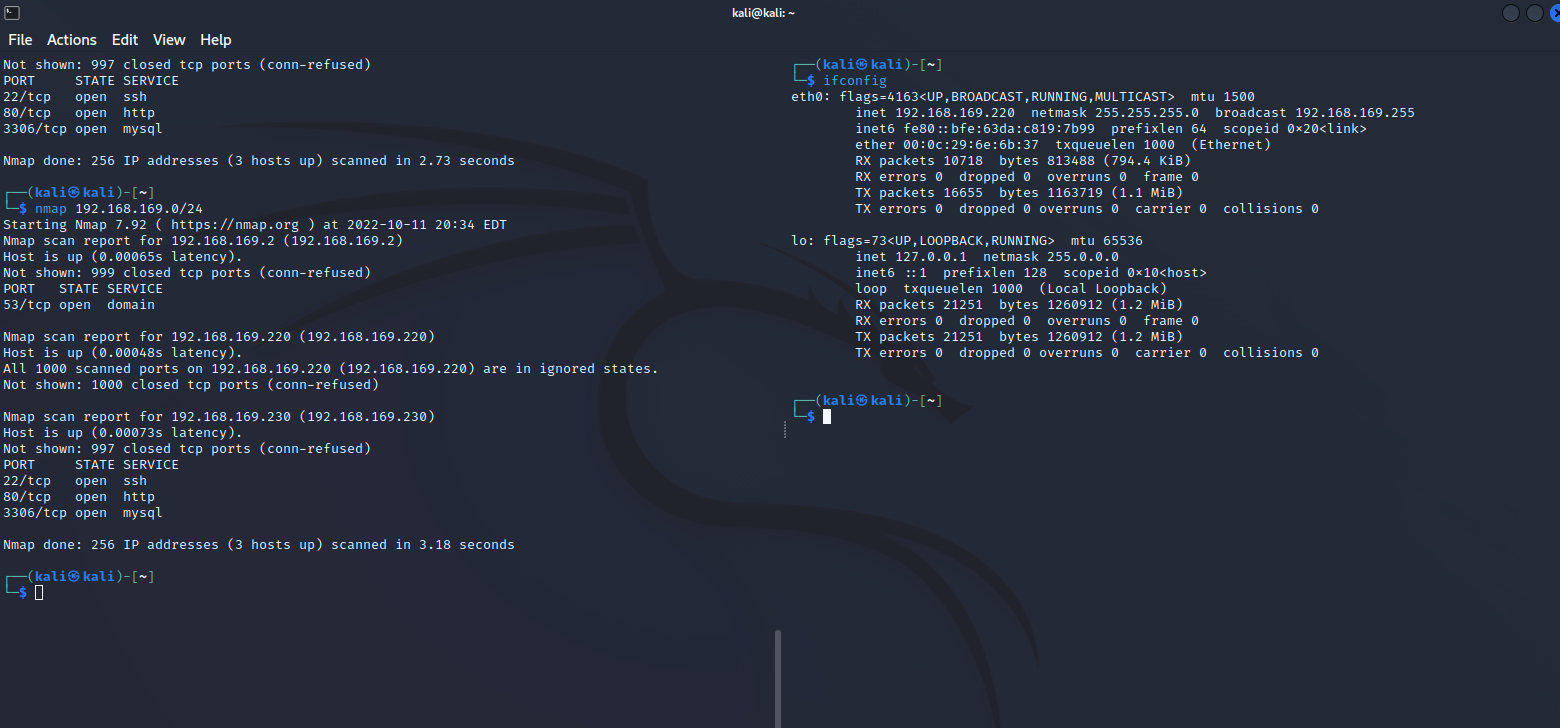 kali@kali: ~
File Actions Edit View Help
Not shown: 997 closed tcp ports (conn-refused)
PORT     STATE SERVICE
22/tcp   open  ssh
80/tcp   open  http
3306/tcp open  mysql
Nmap done: 256 IP addresses (3 hosts up) scanned in 2.73 seconds
┌──(kali㉿kali)-[~]
└─$ nmap 192.168.169.0/24
Starting Nmap 7.92 ( https://nmap.org ) at 2022-10-11 20:34 EDT
Nmap scan report for 192.168.169.2 (192.168.169.2)
Host is up (0.00065s latency).
Not shown: 999 closed tcp ports (conn-refused)
PORT   STATE SERVICE
53/tcp open  domain
Nmap scan report for 192.168.169.220 (192.168.169.220)
Host is up (0.00048s latency).
All 1000 scanned ports on 192.168.169.220 (192.168.169.220) are in ignored states.
Not shown: 1000 closed tcp ports (conn-refused)
Nmap scan report for 192.168.169.230 (192.168.169.230)
Host is up (0.00073s latency).
Not shown: 997 closed tcp ports (conn-refused)
PORT     STATE SERVICE
22/tcp   open  ssh
80/tcp   open  http
3306/tcp open  mysql
Nmap done: 256 IP addresses (3 hosts up) scanned in 3.18 seconds
┌──(kali㉿kali)-[~]
└─$
┌──(kali㉿kali)-[~]
└─$ ifconfig
eth0: flags=4163<UP,BROADCAST,RUNNING,MULTICAST>  mtu 1500
inet 192.168.169.220  netmask 255.255.255.0  broadcast 192.168.169.255
inet6 fe80::bfe:63da:c819:7b99  prefixlen 64  scopeid 0x20<link>
ether 00:0c:29:6e:6b:37  txqueuelen 1000  (Ethernet)
RX packets 10718  bytes 813488 (794.4 KiB)
RX errors 0  dropped 0  overruns 0  frame 0
TX packets 16655  bytes 1163719 (1.1 MiB)
TX errors 0  dropped 0 overruns 0  carrier 0  collisions 0
lo: flags=73<UP,LOOPBACK,RUNNING>  mtu 65536
inet 127.0.0.1  netmask 255.0.0.0
inet6 ::1  prefixlen 128  scopeid 0x10<host>
loop  txqueuelen 1000  (Local Loopback)
RX packets 21251  bytes 1260912 (1.2 MiB)
RX errors 0  dropped 0  overruns 0  frame 0
TX packets 21251  bytes 1260912 (1.2 MiB)
TX errors 0  dropped 0 overruns 0  carrier 0  collisions 0
┌──(kali㉿kali)-[~]
└─$